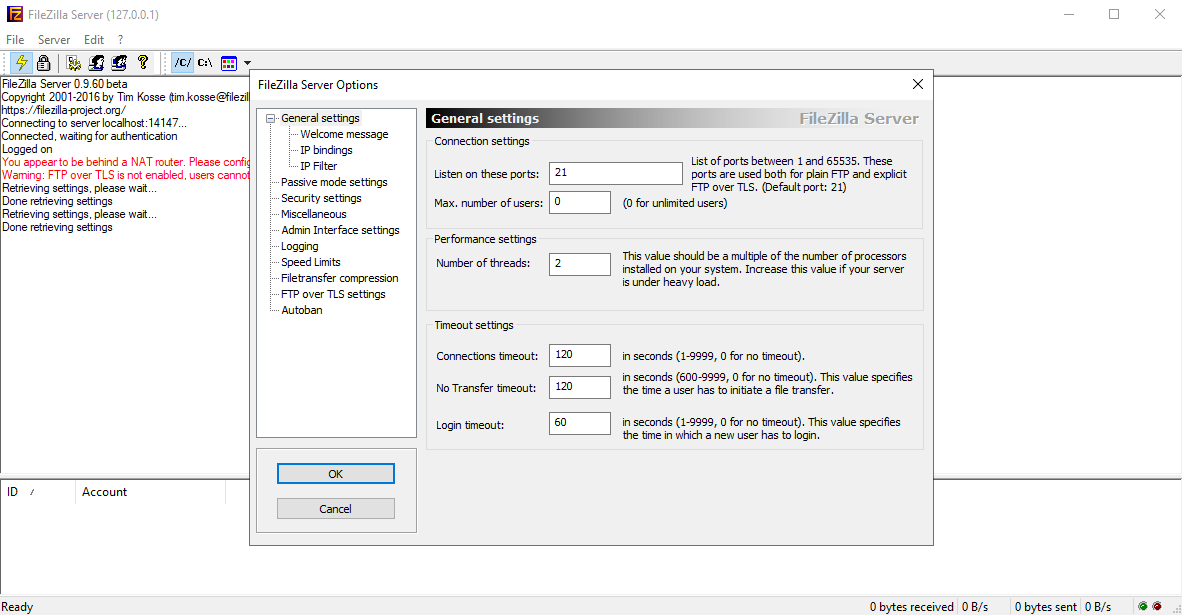 FileZilla Server (127.0.0.1)
File Server Edit ?
/C/ C:\
FileZilla Server 0.9.60 beta
Copyright 2001-2016 by Tim Kosse (tim.kosse@filezil
https://filezilla-project.org/
Connecting to server localhost:14147...
Connected, waiting for authentication
Logged on
You appear to be behind a NAT router. Please config
Warning: FTP over TLS is not enabled, users cannot
Retrieving settings, please wait...
Done retrieving settings
Retrieving settings, please wait...
Done retrieving settings
FileZilla Server Options
General settings
Welcome message
IP bindings
IP Filter
Passive mode settings
Security settings
Miscellaneous
Admin Interface settings
Logging
Speed Limits
Filetransfer compression
FTP over TLS settings
Autoban
OK
Cancel
General settings
FileZilla Server
Connection settings
Listen on these ports: 21
List of ports between 1 and 65535. These
ports are used both for plain FTP and explicit
FTP over TLS. (Default port: 21)
Max. number of users: 0 (0 for unlimited users)
Performance settings
Number of threads: 2
This value should be a multiple of the number of processors
installed on your system. Increase this value if your server
is under heavy load.
Timeout settings
Connections timeout: 120 in seconds (1-9999, 0 for no timeout).
No Transfer timeout: 120
in seconds (600-9999, 0 for no timeout). This value specifies
the time a user has to initiate a file transfer.
Login timeout: 60
in seconds (1-9999, 0 for no timeout). This value specifies
the time in which a new user has to login.
ID / Account
Ready
0 bytes received 0 B/s 0 bytes sent 0 B/s